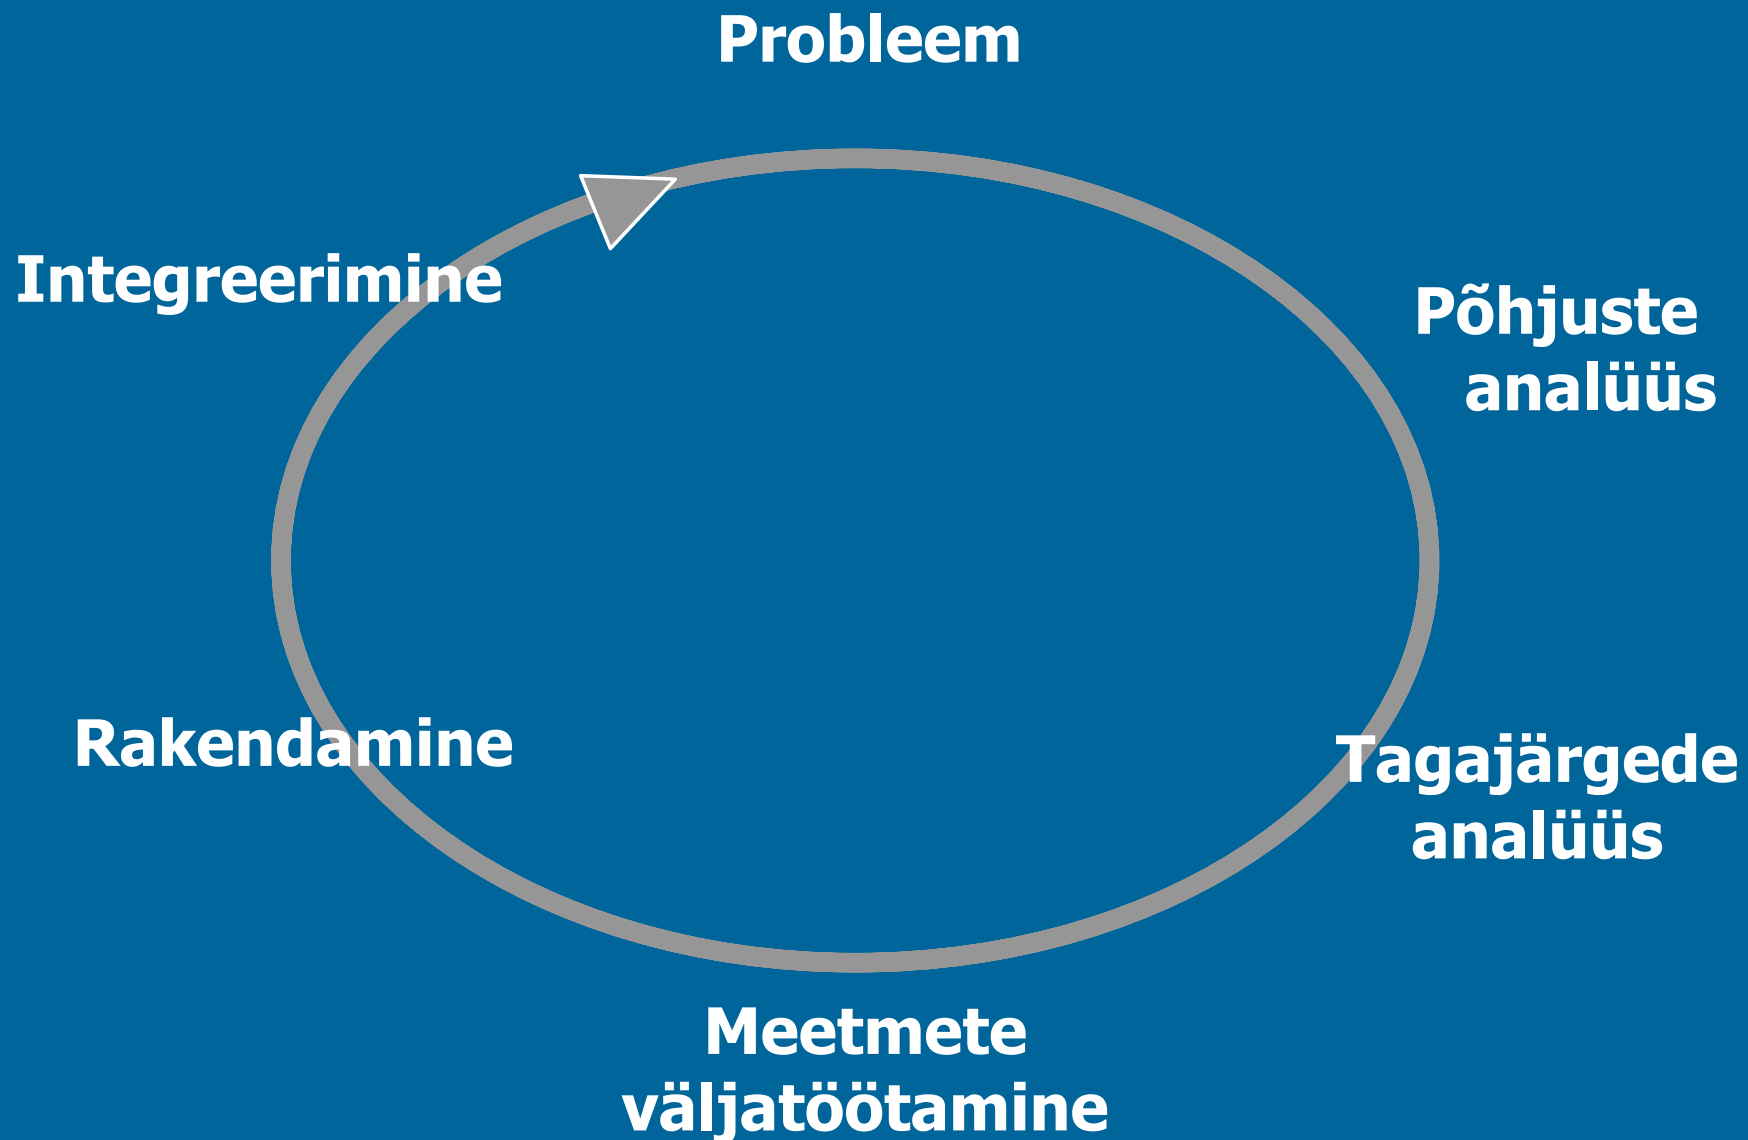 Probleem
Integreerimine
Põhjuste
analüüs
Rakendamine
Tagajärgede
analüüs
Meetmete
väljatöötamine